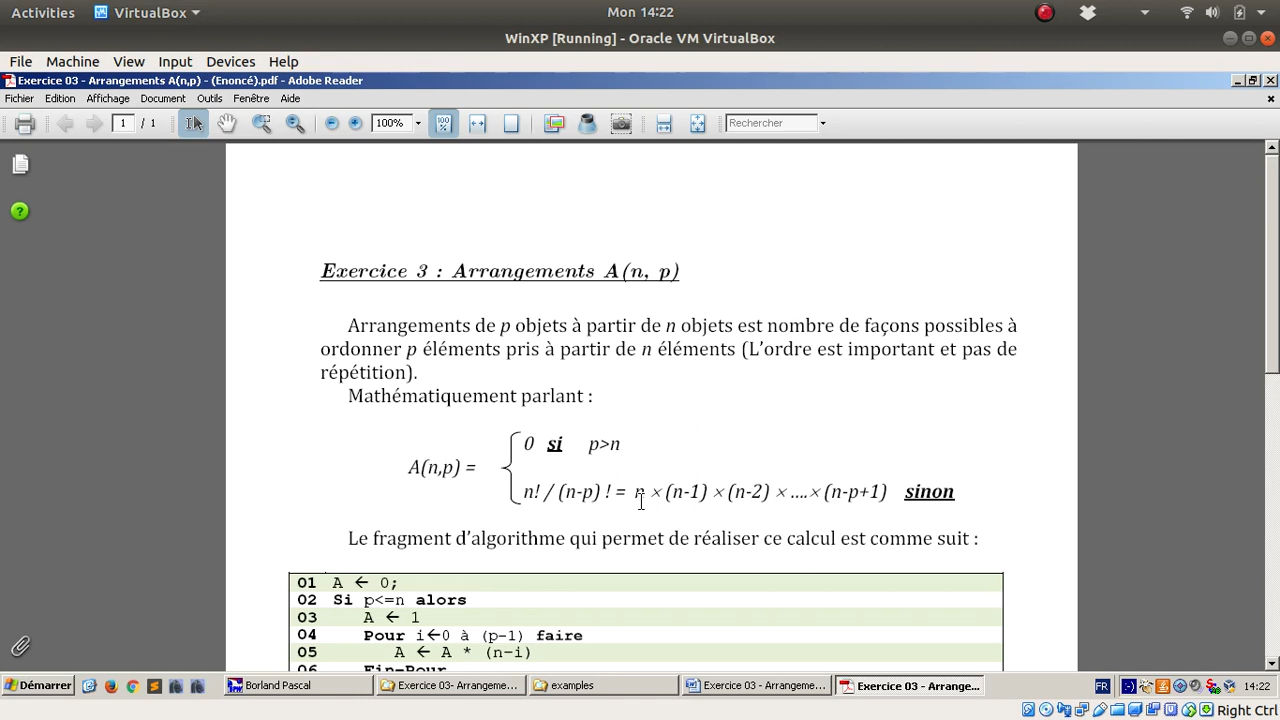 Activities VirtualBox Mon 14:22
WinXP [Running] - Oracle VM VirtualBox
File Machine View Input Devices Help
Exercice 03 - Arrangements A(n,p) - (Enoncé).pdf - Adobe Reader
Fichier Edition Affichage Document Outils Fenêtre Aide
1 / 1 100% Rechercher
Exercice 3 : Arrangements A(n, p)
Arrangements de p objets à partir de n objets est nombre de façons possibles à
ordonner p éléments pris à partir de n éléments (L’ordre est important et pas de
répétition).
Mathématiquement parlant :
0 si p>n
A(n,p) =
n! / (n-p) ! = n ×(n-1) ×(n-2) ×….×(n-p+1) sinon
Le fragment d’algorithme qui permet de réaliser ce calcul est comme suit :
01 A ← 0;
02 Si p<=n alors
03 A ← 1
04 Pour i←0 à (p-1) faire
05 A ← A * (n-i)
06 Fin-Pour
Démarrer Borland Pascal Exercice 03- Arrangeme... examples Exercice 03 - Arrangeme... Exercice 03 - Arrange... FR 14:22
Right Ctrl